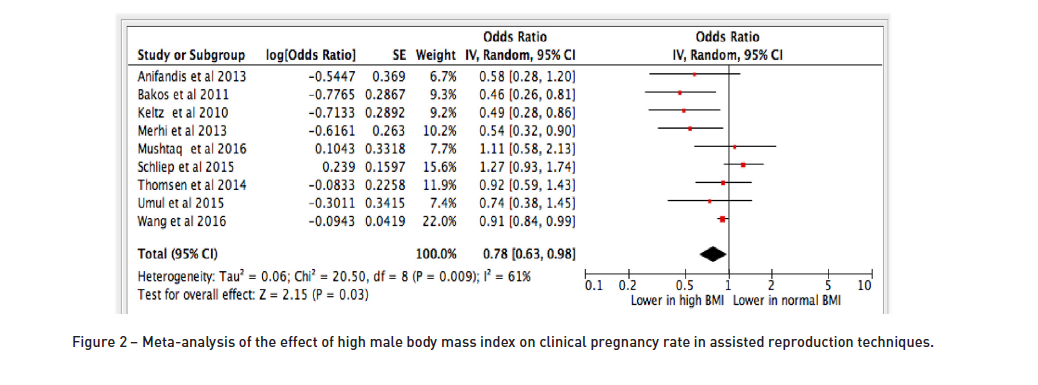 Odds Ratio Odds Ratio
Study or Subgroup log[Odds Ratio] SE Weight IV, Random, 95% CI IV, Random, 95% CI
Anifandis et al 2013 -0.5447 0.369 6.7% 0.58 [0.28, 1.20]
Bakos et al 2011 -0.7765 0.2867 9.3% 0.46 [0.26, 0.81]
Keltz et al 2010 -0.7133 0.2892 9.2% 0.49 [0.28, 0.86]
Merhi et al 2013 -0.6161 0.263 10.2% 0.54 [0.32, 0.90]
Mushtaq et al 2016 0.1043 0.3318 7.7% 1.11 [0.58, 2.13]
Schliep et al 2015 0.239 0.1597 15.6% 1.27 [0.93, 1.74]
Thomsen et al 2014 -0.0833 0.2258 11.9% 0.92 [0.59, 1.43]
Umul et al 2015 -0.3011 0.3415 7.4% 0.74 [0.38, 1.45]
Wang et al 2016 -0.0943 0.0419 22.0% 0.91 [0.84, 0.99]
Total (95% CI) 100.0% 0.78 [0.63, 0.98]
Heterogeneity: Tau² = 0.06; Chi² = 20.50, df = 8 (P = 0.009); I² = 61%
Test for overall effect: Z = 2.15 (P = 0.03)
0.1 0.2 0.5 1 2 5 10
Lower in high BMI Lower in normal BMI
Figure 2 – Meta-analysis of the effect of high male body mass index on clinical pregnancy rate in assisted reproduction techniques.